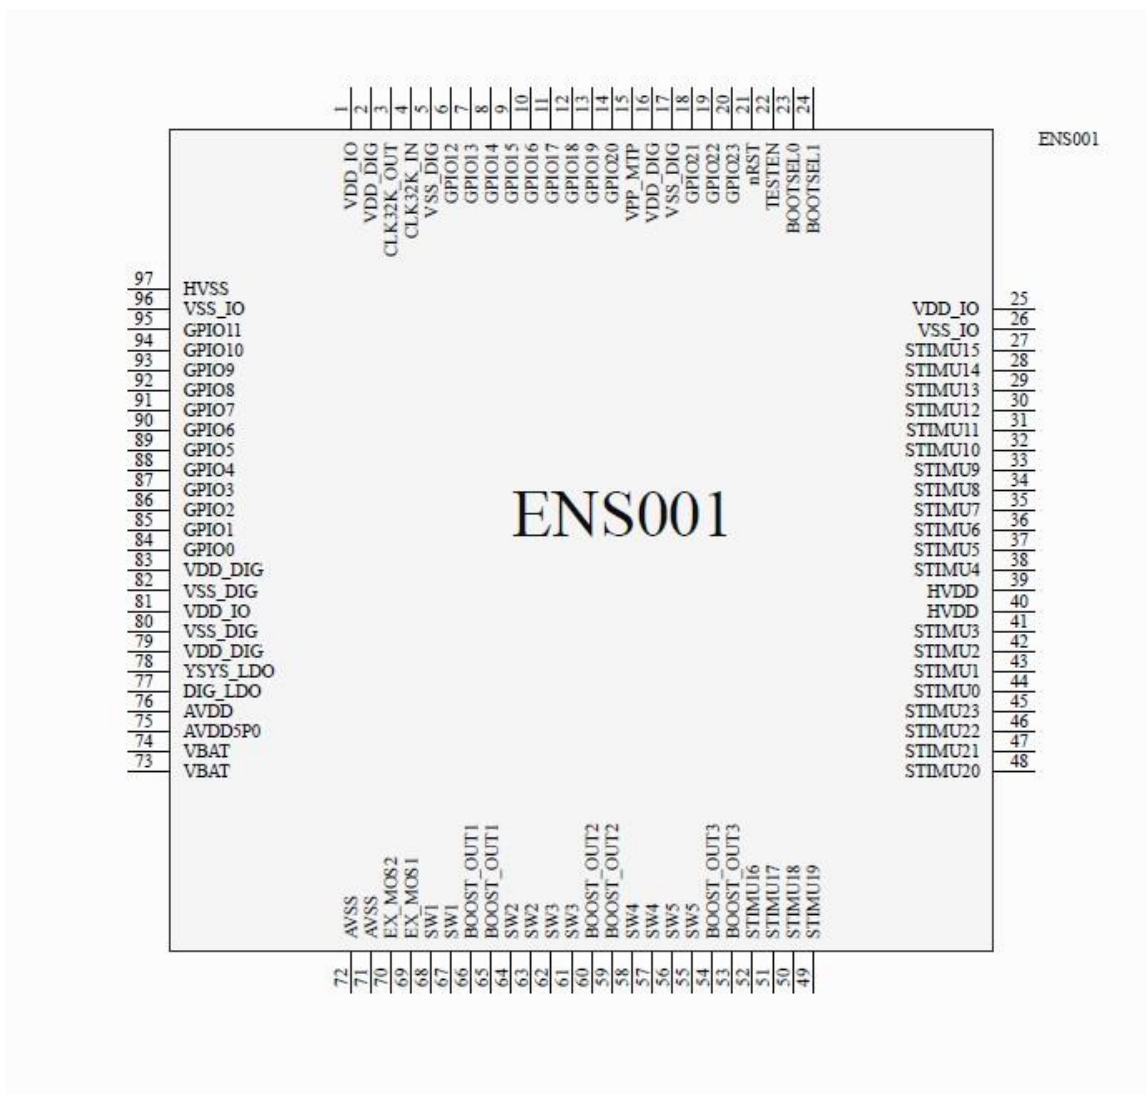 1 2 3 4 5 6 7 8 9 10 11 12 13 14 15 16 17 18 19 20 21 22 23 24
ENS001
VDD_IO
VDD_DIG
CLK32K_OUT
CLK32K_IN
VSS_DIG
GPIO12
GPIO13
GPIO14
GPIO15
GPIO16
GPIO17
GPIO18
GPIO19
GPIO20
VPP_MTP
VDD_DIG
VSS_DIG
GPIO21
GPIO22
GPIO23
nRST
TESTEN
BOOTSEL0
BOOTSEL1
97 HVSS
96 VSS_IO
95 GPIO11
94 GPIO10
93 GPIO9
92 GPIO8
91 GPIO7
90 GPIO6
89 GPIO5
88 GPIO4
87 GPIO3
86 GPIO2
85 GPIO1
84 GPIO0
83 VDD_DIG
82 VSS_DIG
81 VDD_IO
80 VSS_DIG
79 VDD_DIG
78 YSYS_LDO
77 DIG_LDO
76 AVDD
75 AVDD5P0
74 VBAT
73 VBAT
ENS001
VDD_IO 25
VSS_IO 26
STIMU15 27
STIMU14 28
STIMU13 29
STIMU12 30
STIMU11 31
STIMU10 32
STIMU9 33
STIMU8 34
STIMU7 35
STIMU6 36
STIMU5 37
STIMU4 38
HVDD 39
HVDD 40
STIMU3 41
STIMU2 42
STIMU1 43
STIMU0 44
STIMU23 45
STIMU22 46
STIMU21 47
STIMU20 48
AVSS
AVSS
EX_MOS2
EX_MOS1
SW1
SW1
BOOST_OUT1
BOOST_OUT1
SW2
SW2
SW3
SW3
BOOST_OUT2
BOOST_OUT2
SW4
SW4
SW5
SW5
BOOST_OUT3
BOOST_OUT3
STIMU16
STIMU17
STIMU18
STIMU19
72 71 70 69 68 67 66 65 64 63 62 61 60 59 58 57 56 55 54 53 52 51 50 49